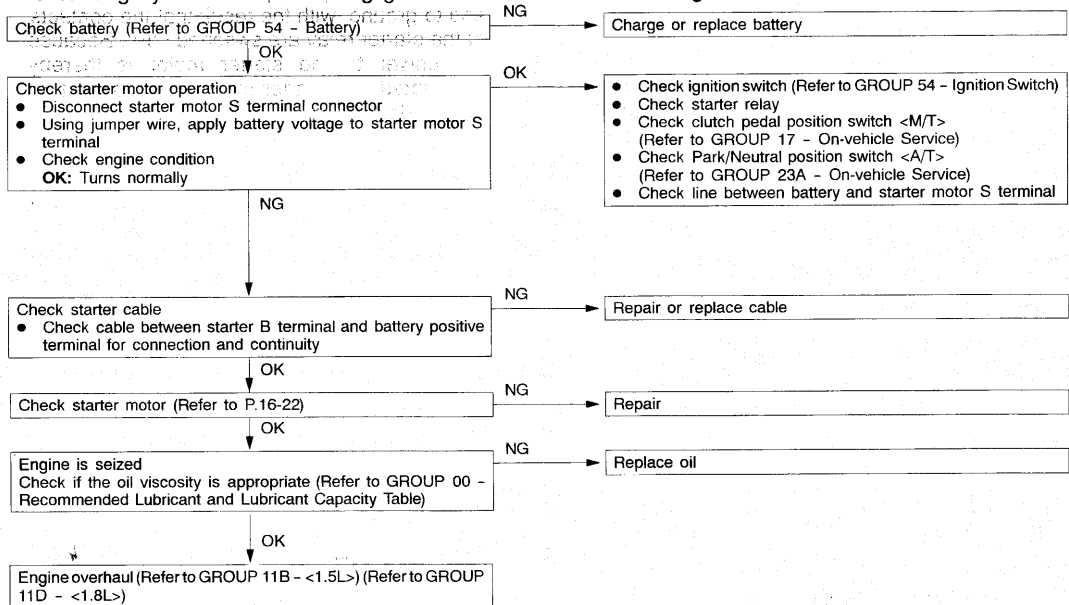 NG
Check battery (Refer to GROUP 54 – Battery)
Charge or replace battery
OK
Check starter motor operation
● Disconnect starter motor S terminal connector
● Using jumper wire, apply battery voltage to starter motor S
terminal
● Check engine condition
OK: Turns normally
OK
● Check ignition switch (Refer to GROUP 54 – Ignition Switch)
● Check starter relay
● Check clutch pedal position switch <M/T>
(Refer to GROUP 17 – On-vehicle Service)
● Check Park/Neutral position switch <A/T>
(Refer to GROUP 23A – On-vehicle Service)
● Check line between battery and starter motor S terminal
NG
Check starter cable
● Check cable between starter B terminal and battery positive
terminal for connection and continuity
NG
Repair or replace cable
OK
Check starter motor (Refer to P.16-22)
NG
Repair
OK
Engine is seized
Check if the oil viscosity is appropriate (Refer to GROUP 00 –
Recommended Lubricant and Lubricant Capacity Table)
NG
Replace oil
OK
Engine overhaul (Refer to GROUP 11B – <1.5L>) (Refer to GROUP
11D – <1.8L>)